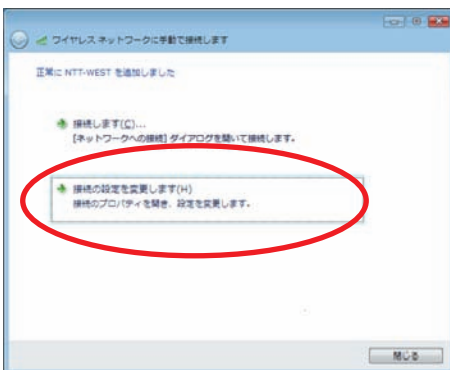 ワイヤレス ネットワークに手動で接続します
正常に NTT-WEST を追加しました
接続します(C)...
[ネットワークへの接続] ダイアログを開いて接続します。
接続の設定を変更します(H)
接続のプロパティを開き、設定を変更します。
閉じる